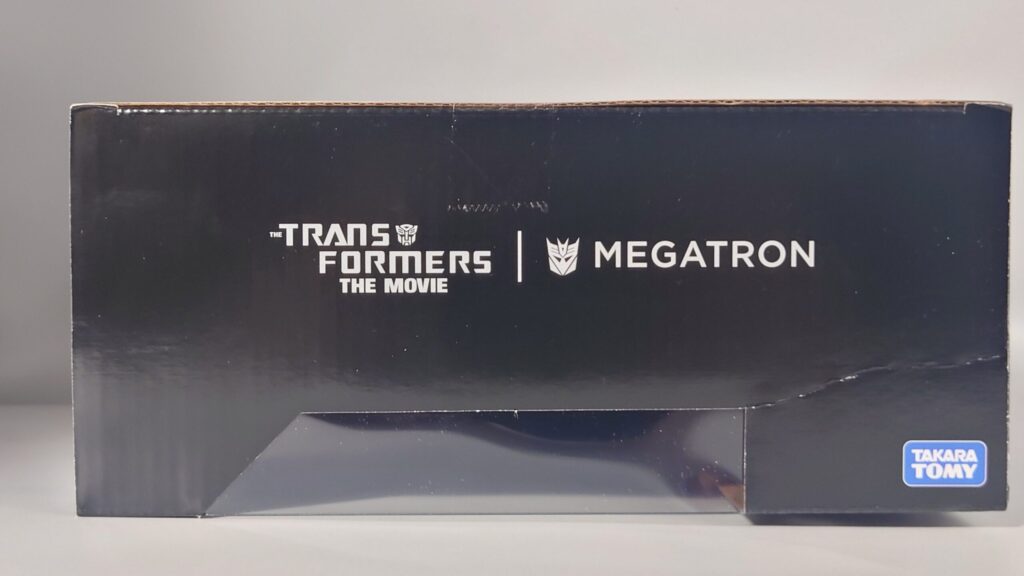 THE TRANS
FORMERS
THE MOVIE
MEGATRON
TAKARA
TOMY